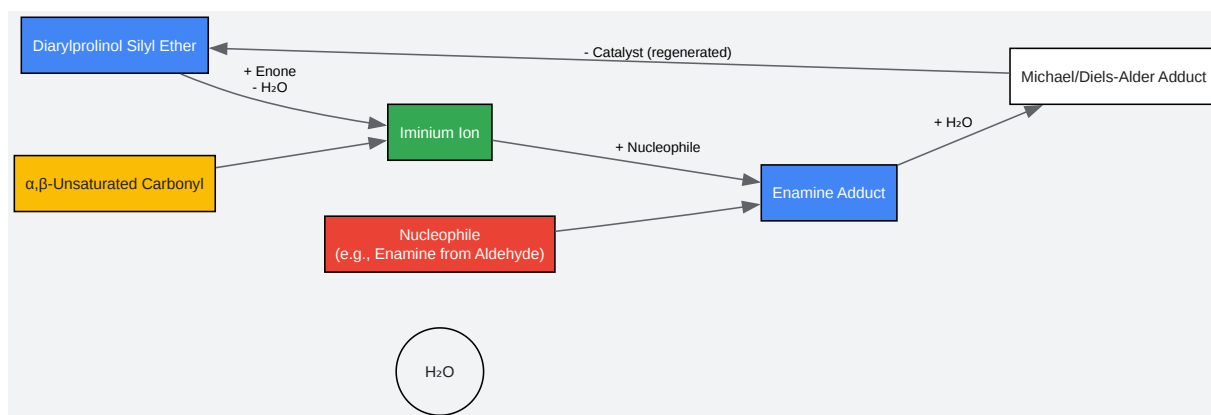 Diarylprolinol Silyl Ether
- Catalyst (regenerated)
Michael/Diels-Alder Adduct
+ Enone
- H₂O
Iminium Ion
+ H₂O
+ Nucleophile
α,β-Unsaturated Carbonyl
Enamine Adduct
Nucleophile
(e.g., Enamine from Aldehyde)
H₂O